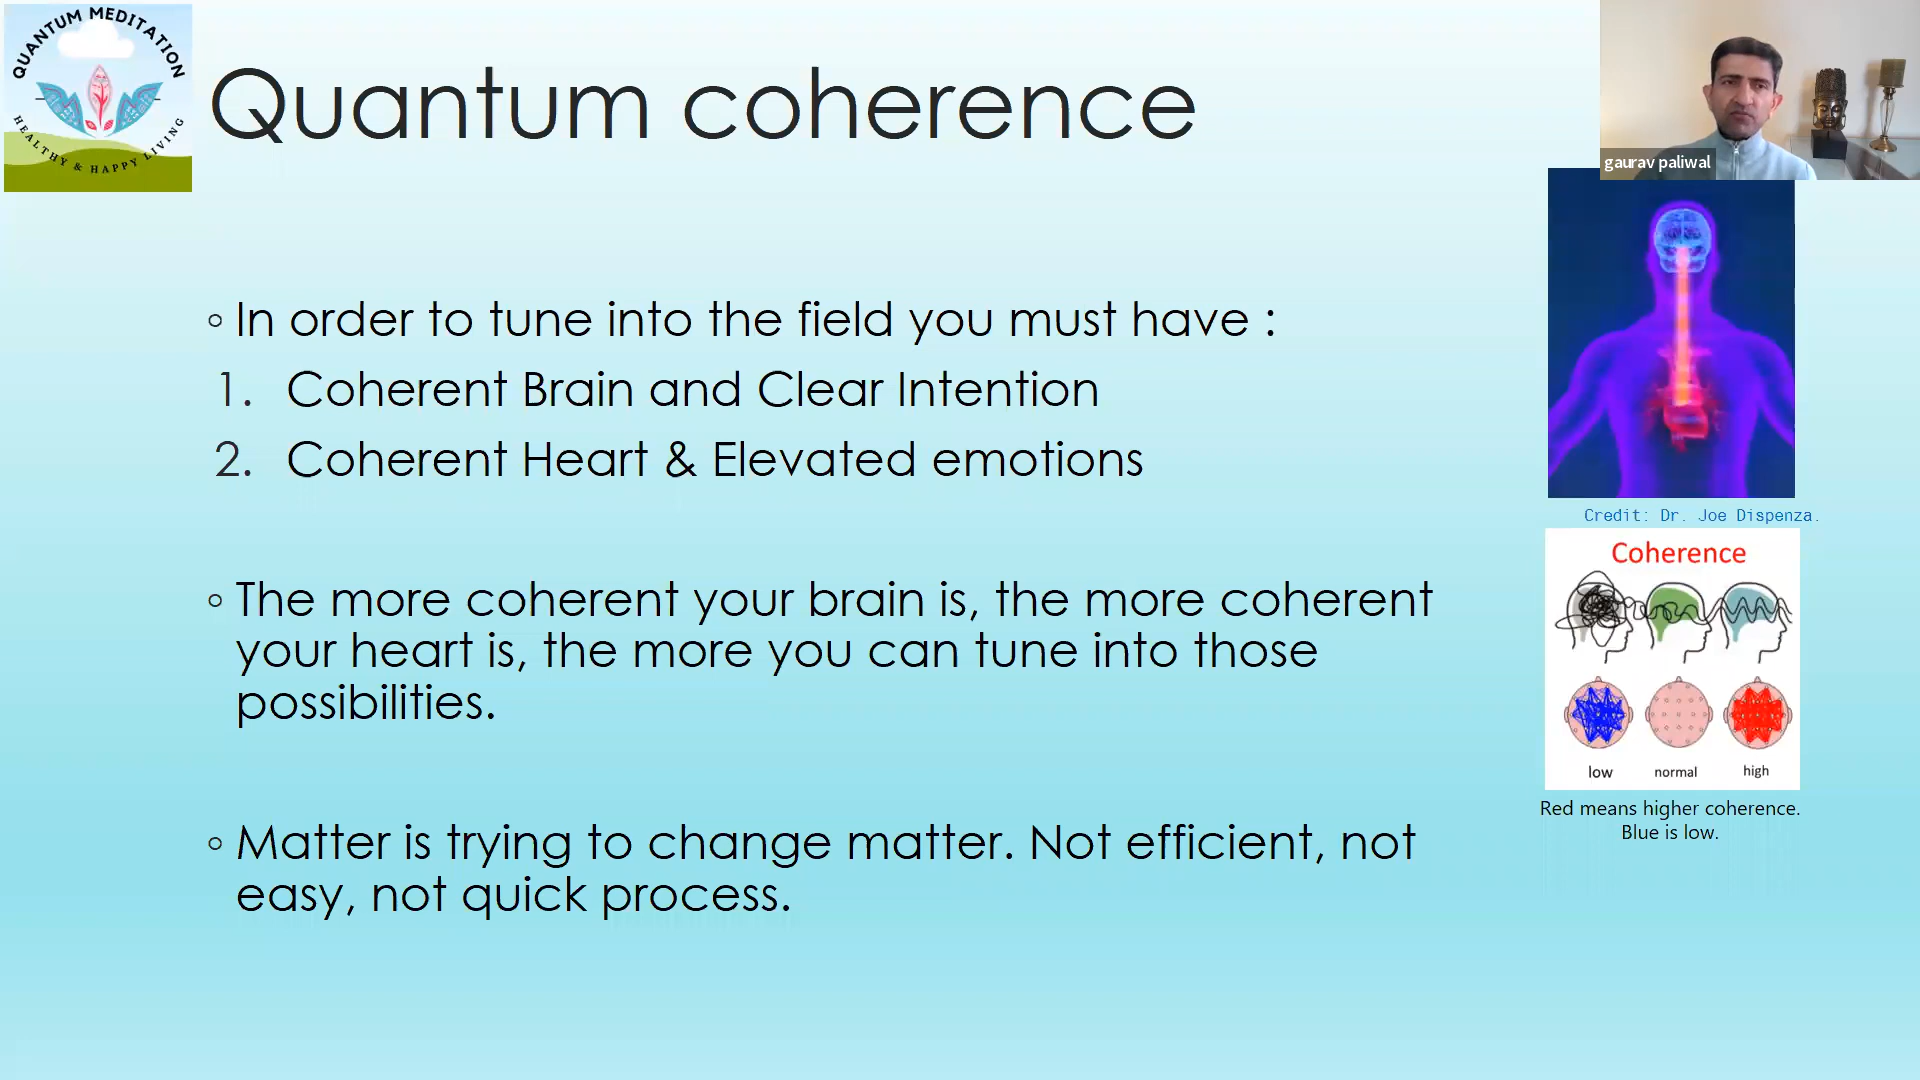 QUANTUM MEDITATION
HEALTHY & HAPPY LIVING
Quantum coherence
gaurav paliwal
◦ In order to tune into the field you must have :
1. Coherent Brain and Clear Intention
2. Coherent Heart & Elevated emotions
◦ The more coherent your brain is, the more coherent
your heart is, the more you can tune into those
possibilities.
◦ Matter is trying to change matter. Not efficient, not
easy, not quick process.
Credit: Dr. Joe Dispenza.
Coherence
low normal high
Red means higher coherence.
Blue is low.